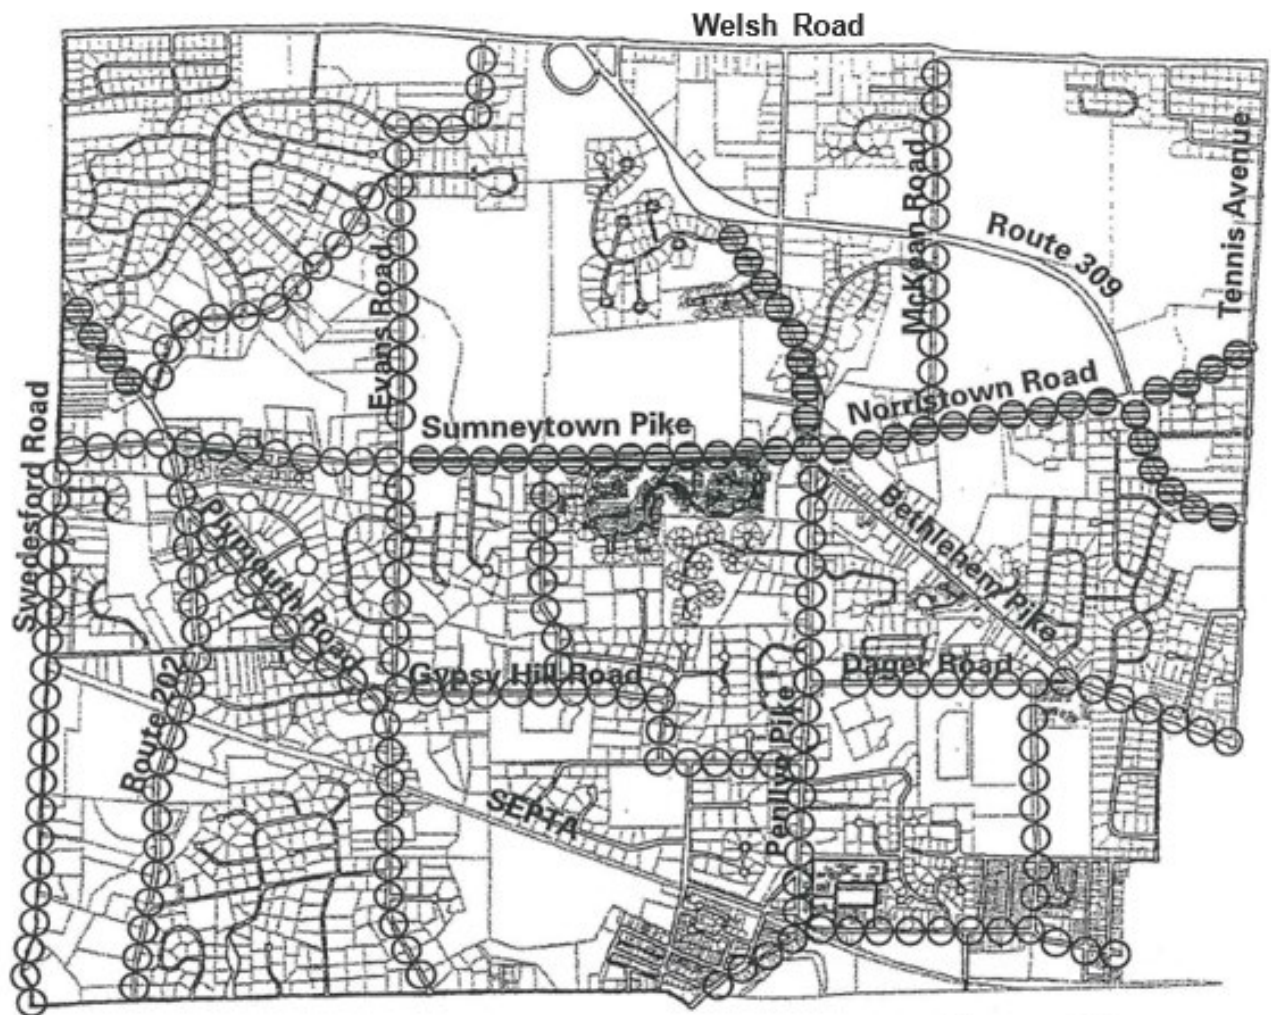 Welsh Road
McKean Road
Route 309
Tennis Avenue
Evans Road
Norristown Road
Sumneytown Pike
Swedesford Road
Plymouth Road
Bethlehem Pike
Gypsy Hill Road
Dager Road
Route 202
Penllyn Pike
SEPTA